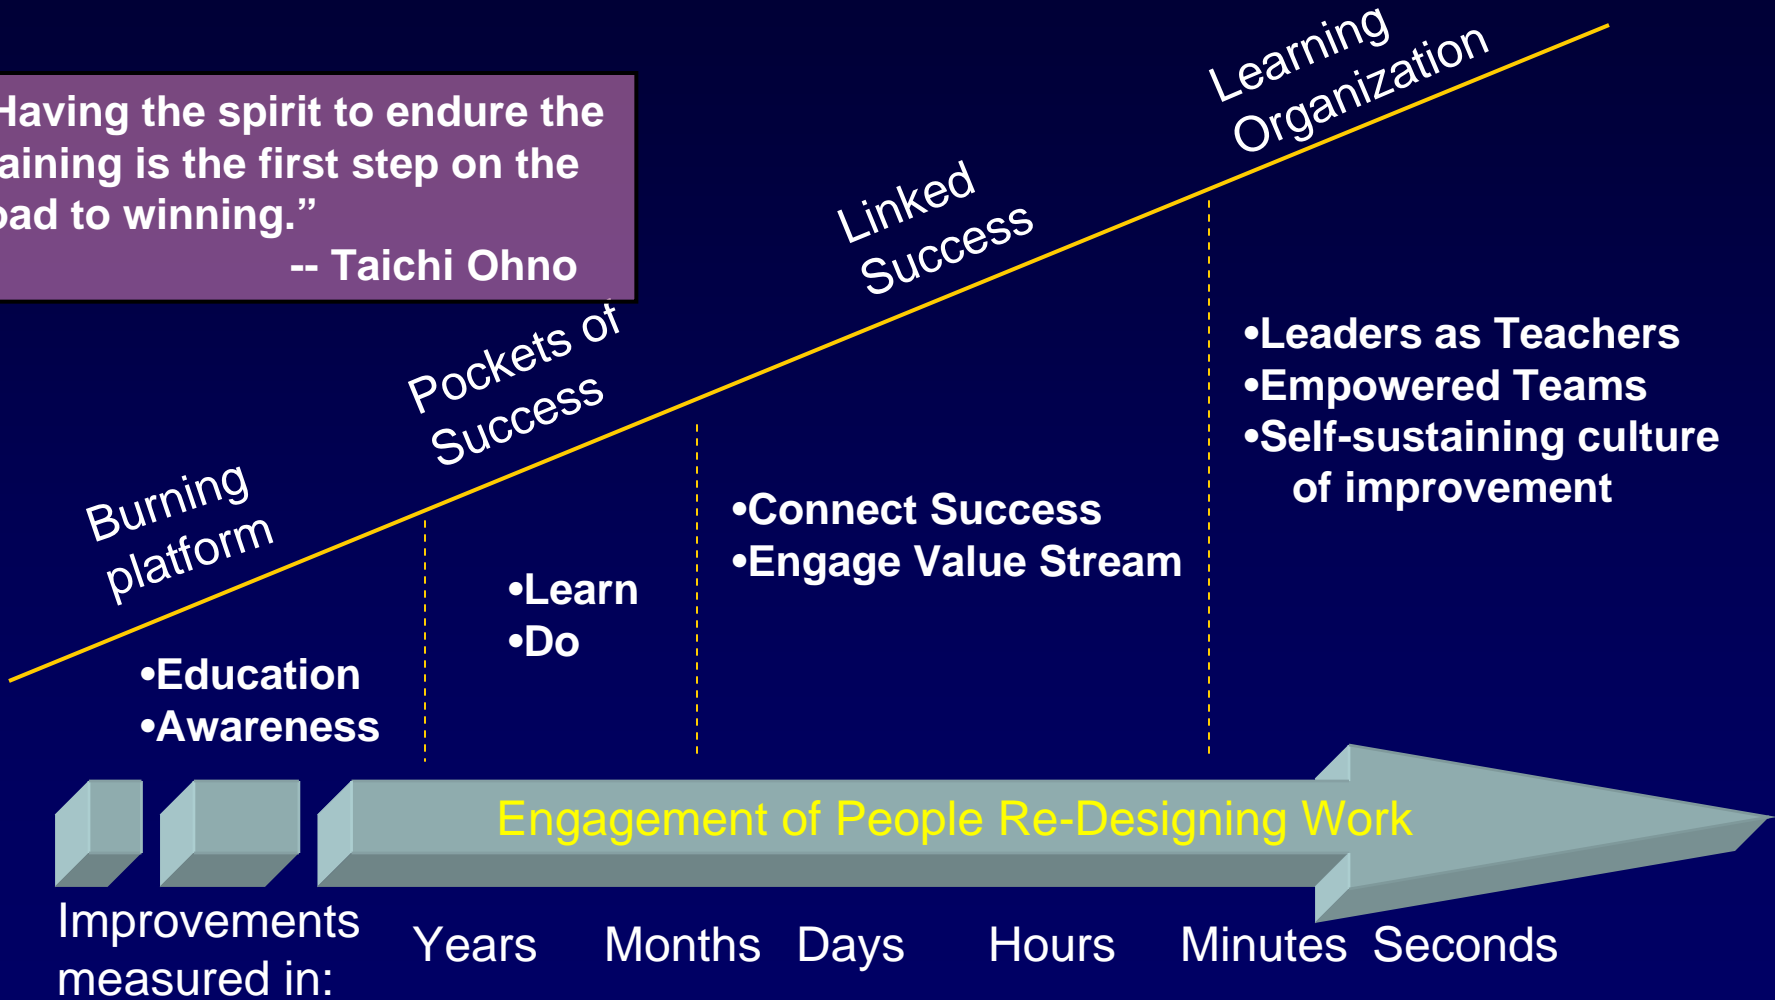 Having the spirit to endure the
aining is the first step on the
oad to winning.”
-- Taichi Ohno
Learning
Organization
Linked
Success
Pockets of
Success
Burning
platform
•Education
•Awareness
•Learn
•Do
•Connect Success
•Engage Value Stream
•Leaders as Teachers
•Empowered Teams
•Self-sustaining culture
of improvement
Engagement of People Re-Designing Work
Improvements
measured in:
Years Months Days Hours Minutes Seconds